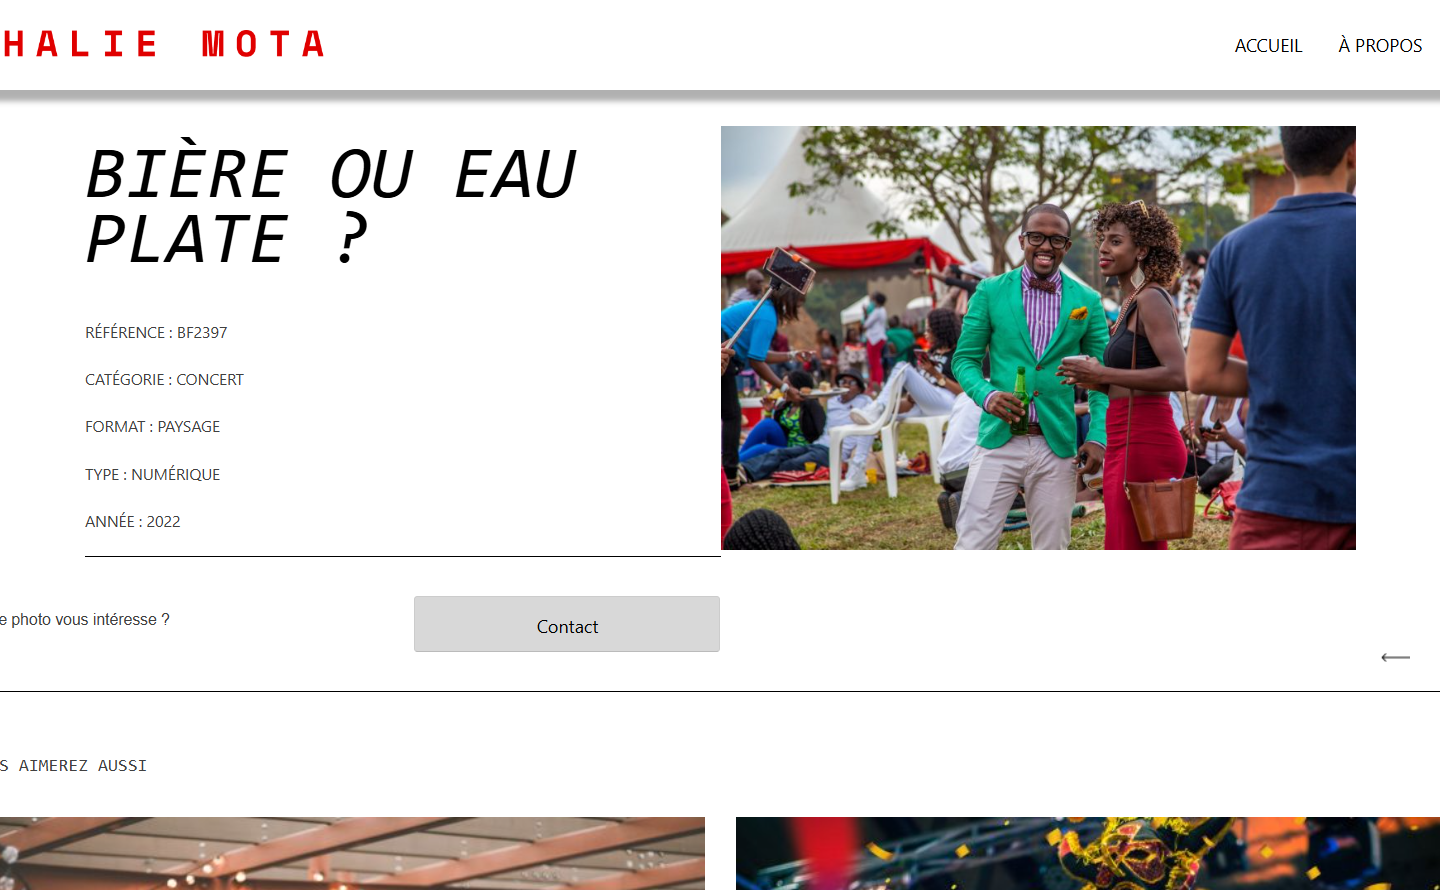 HALIE MOTA
ACCUEIL À PROPOS
BIÈRE OU EAU
PLATE ?
RÉFÉRENCE : BF2397
CATÉGORIE : CONCERT
FORMAT : PAYSAGE
TYPE : NUMÉRIQUE
ANNÉE : 2022
e photo vous intéresse ?
Contact
S AIMEREZ AUSSI